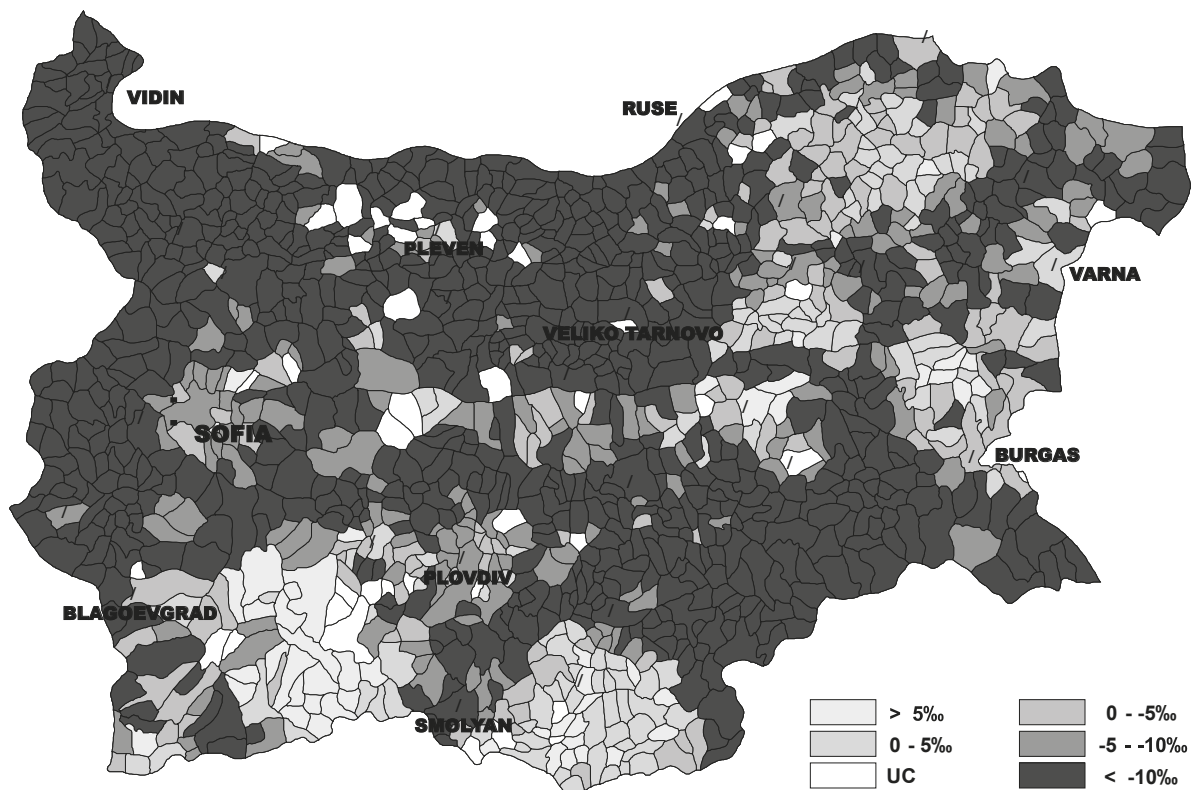 VIDIN
RUSE
PLEVEN
VARNA
VELIKO TARNOVO
SOFIA
BURGAS
PLOVDIV
BLAGOEVGRAD
SMOLYAN
> 5‰
0 - 5‰
UC
0 - -5‰
-5 - -10‰
< -10‰